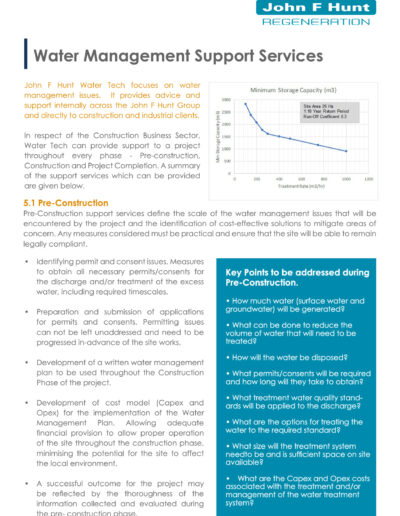 John F Hunt
REGENERATION
Water Management Support Services
John F Hunt Water Tech focuses on water
management issues. It provides advice and
support internally across the John F Hunt Group
and directly to construction and industrial clients.
In respect of the Construction Business Sector,
Water Tech can provide support to a project
throughout every phase - Pre-construction,
Construction and Project Completion. A summary
of the support services which can be provided
are given below.
Minimum Storage Capacity (m3)
Site Area 25 Ha
1:10 Year Return Period
Run-Off Coefficient 0.3
Min Storage Capacity (m3)
3000
2500
2000
1500
1000
500
0
0
200
400
600
800
1000
1200
Treatment Rate (m3/hr)
5.1 Pre-Construction
Pre-Construction support services define the scale of the water management issues that will be
encountered by the project and the identification of cost-effective solutions to mitigate areas of
concern. Any measures considered must be practical and ensure that the site will be able to remain
legally compliant.
• Identifying permit and consent issues. Measures
to obtain all necessary permits/consents for
the discharge and/or treatment of the excess
water, including required timescales.
• Preparation and submission of applications
for permits and consents. Permitting issues
can not be left unaddressed and need to be
progressed in-advance of the site works.
• Development of a written water management
plan to be used throughout the Construction
Phase of the project.
• Development of cost model (Capex and
Opex) for the implementation of the Water
Management Plan. Allowing adequate
financial provision to allow proper operation
of the site throughout the construction phase,
minimising the potential for the site to affect
the local environment.
• A successful outcome for the project may
be reflected by the thoroughness of the
information collected and evaluated during
the pre- construction phase.
Key Points to be addressed during
Pre-Construction.
• How much water (surface water and
groundwater) will be generated?
• What can be done to reduce the
volume of water that will need to be
treated?
• How will the water be disposed?
• What permits/consents will be required
and how long will they take to obtain?
• What treatment water quality stand-
ards will be applied to the discharge?
• What are the options for treating the
water to the required standard?
• What size will the treatment system
needto be and is sufficient space on site
available?
• What are the Capex and Opex costs
associated with the treatment and/or
management of the water treatment
system?